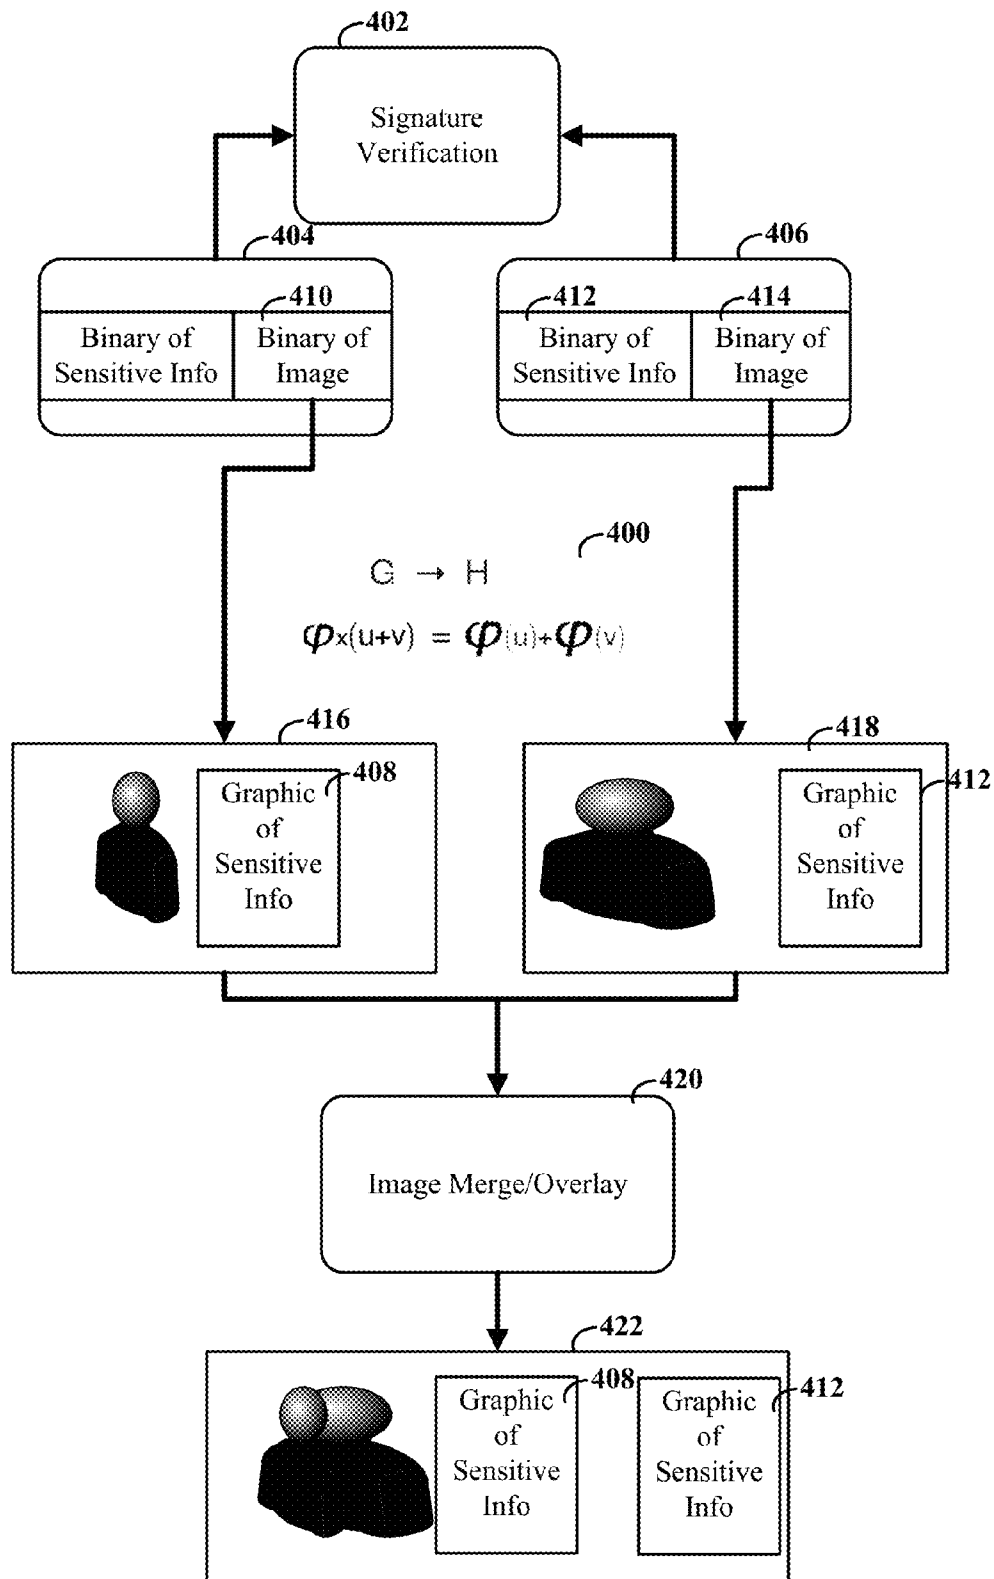 402
Signature
Verification
404
406
410
412
414
Binary of
Sensitive Info
Binary of
Image
Binary of
Sensitive Info
Binary of
Image
400
G → H
φx(u+v) = φ(u)+φ(v)
416
418
408
412
Graphic
of
Sensitive
Info
Graphic
of
Sensitive
Info
420
Image Merge/Overlay
422
408
412
Graphic
of
Sensitive
Info
Graphic
of
Sensitive
Info